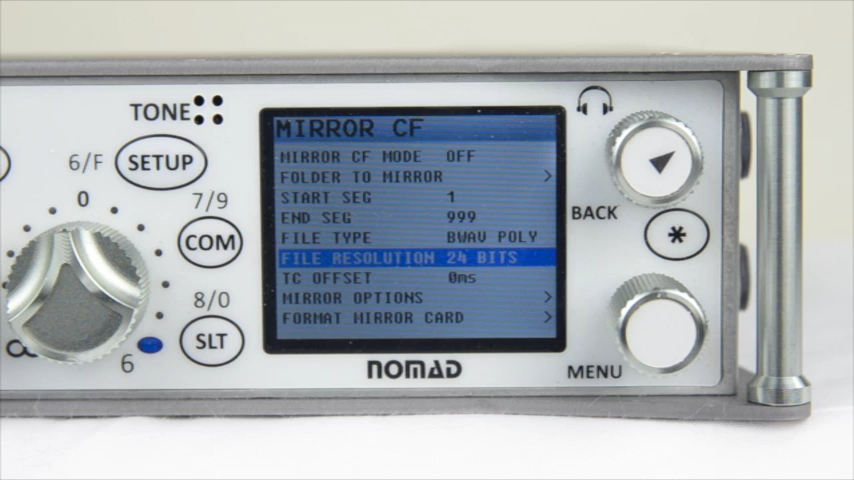 TONE
6/F
SETUP
0
7/9
COM
8/0
SLT
∞
6
MIRROR CF
MIRROR CF MODE OFF
FOLDER TO MIRROR >
START SEG 1
END SEG 999
FILE TYPE BWAV POLY
FILE RESOLUTION 24 BITS
TC OFFSET 0ms
MIRROR OPTIONS >
FORMAT MIRROR CARD >
NOMAD
BACK
*
MENU